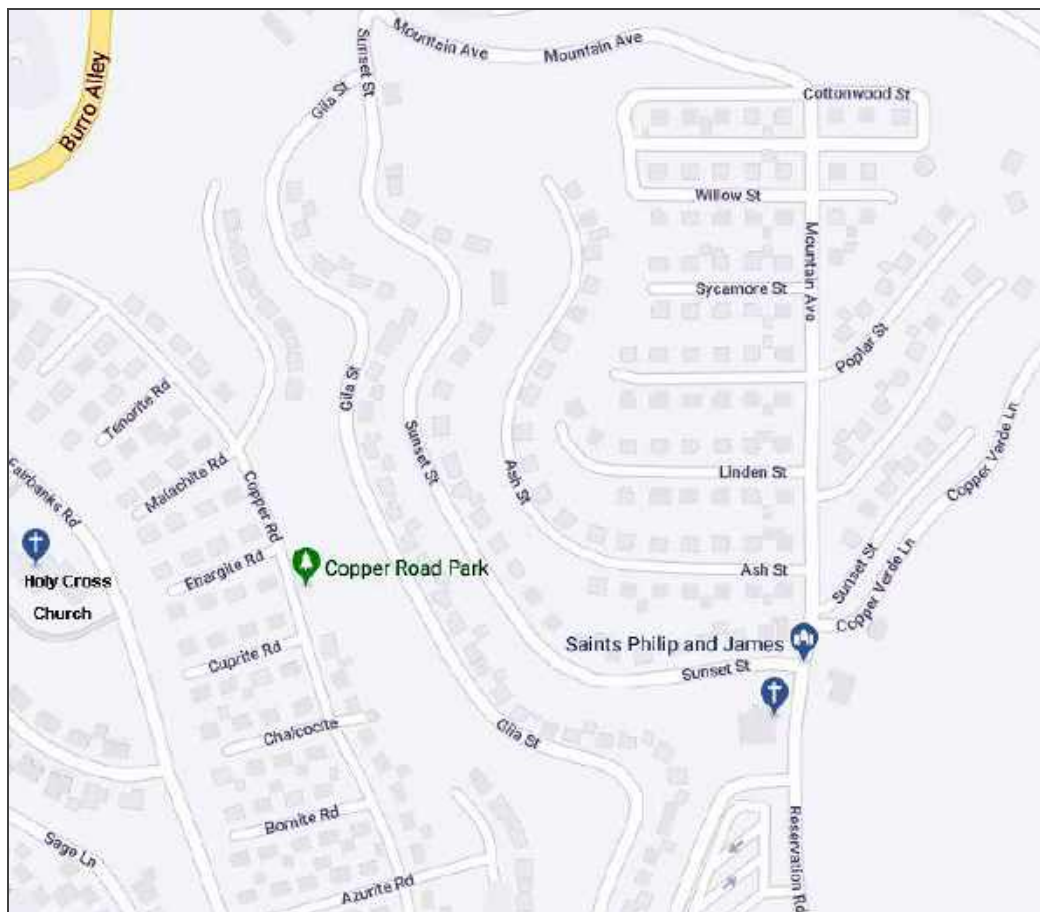 Mountain Ave
Mountain Ave
Sunset St
Burro Alley
Gila St
Cottonwood St
Willow St
Mountain Ave
Sycamore St
Poplar St
Gila St
Tenorite Rd
Sunset St
Copper Verde Ln
Malachite Rd
Linden St
Fairbanks Rd
Copper Rd
Ash St
Enargite Rd
Copper Road Park
Ash St
Sunset St
Copper Verde Ln
Holy Cross
Church
Saints Philip and James
Cuprite Rd
Sunset St
Chalcocite
Gila St
Bornite Rd
Reservation Rd
Sage Ln
Azurite Rd